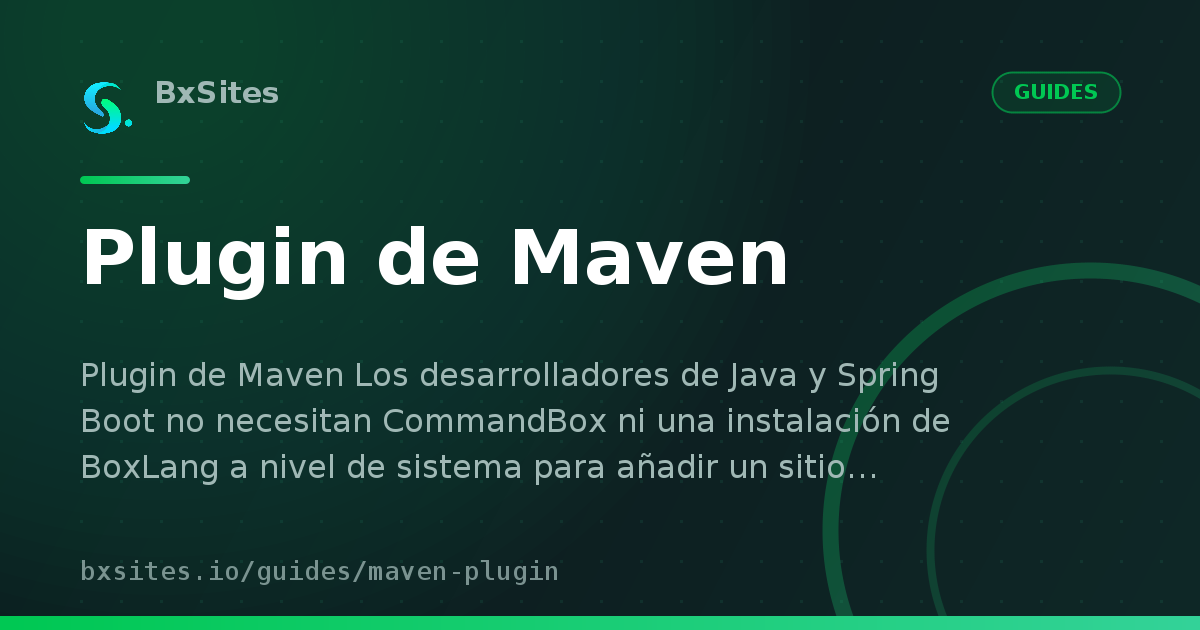 BxSites
GUIDES
Plugin de Maven
Plugin de Maven Los desarrolladores de Java y Spring
Boot no necesitan CommandBox ni una instalación de
BoxLang a nivel de sistema para añadir un sitio...
bxsites.io/guides/maven-plugin